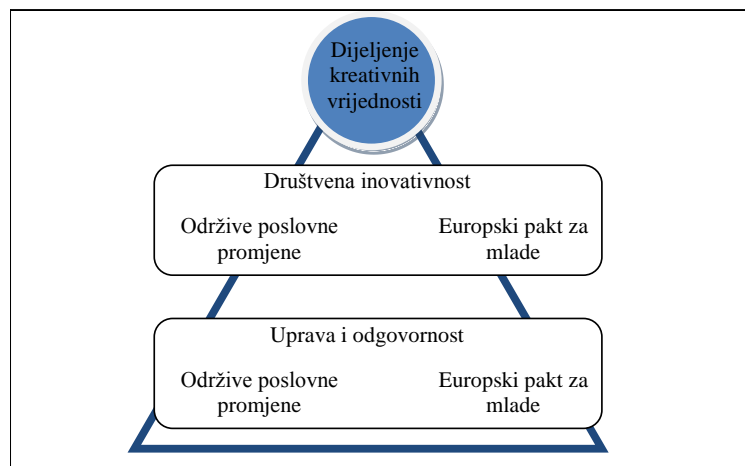 Dijeljenje
kreativnih
vrijednosti
Društvena inovativnost
Održive poslovne
promjene
Europski pakt za
mlade
Uprava i odgovornost
Održive poslovne
promjene
Europski pakt za
mlade